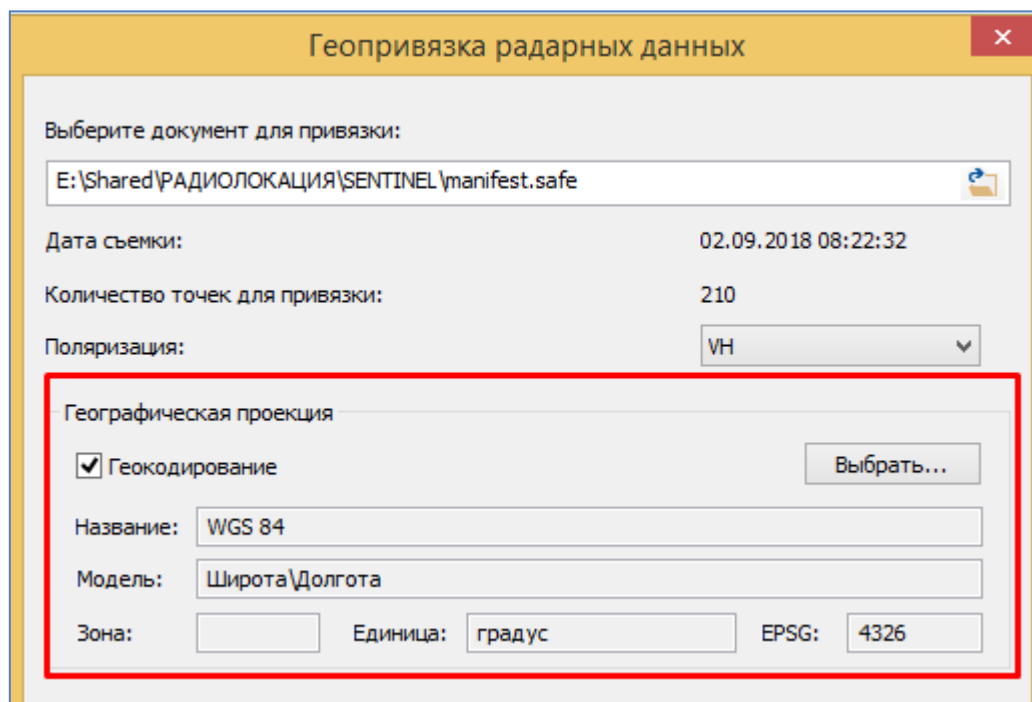 Геопривязка радарных данных
Выберите документ для привязки:
E:\Shared\РАДИОЛОКАЦИЯ\SENTINEL\manifest.safe
Дата съемки: 02.09.2018 08:22:32
Количество точек для привязки: 210
Поляризация: VH
Географическая проекция
Геокодирование Выбрать...
Название: WGS 84
Модель: Широта\Долгота
Зона: Единица: градус EPSG: 4326